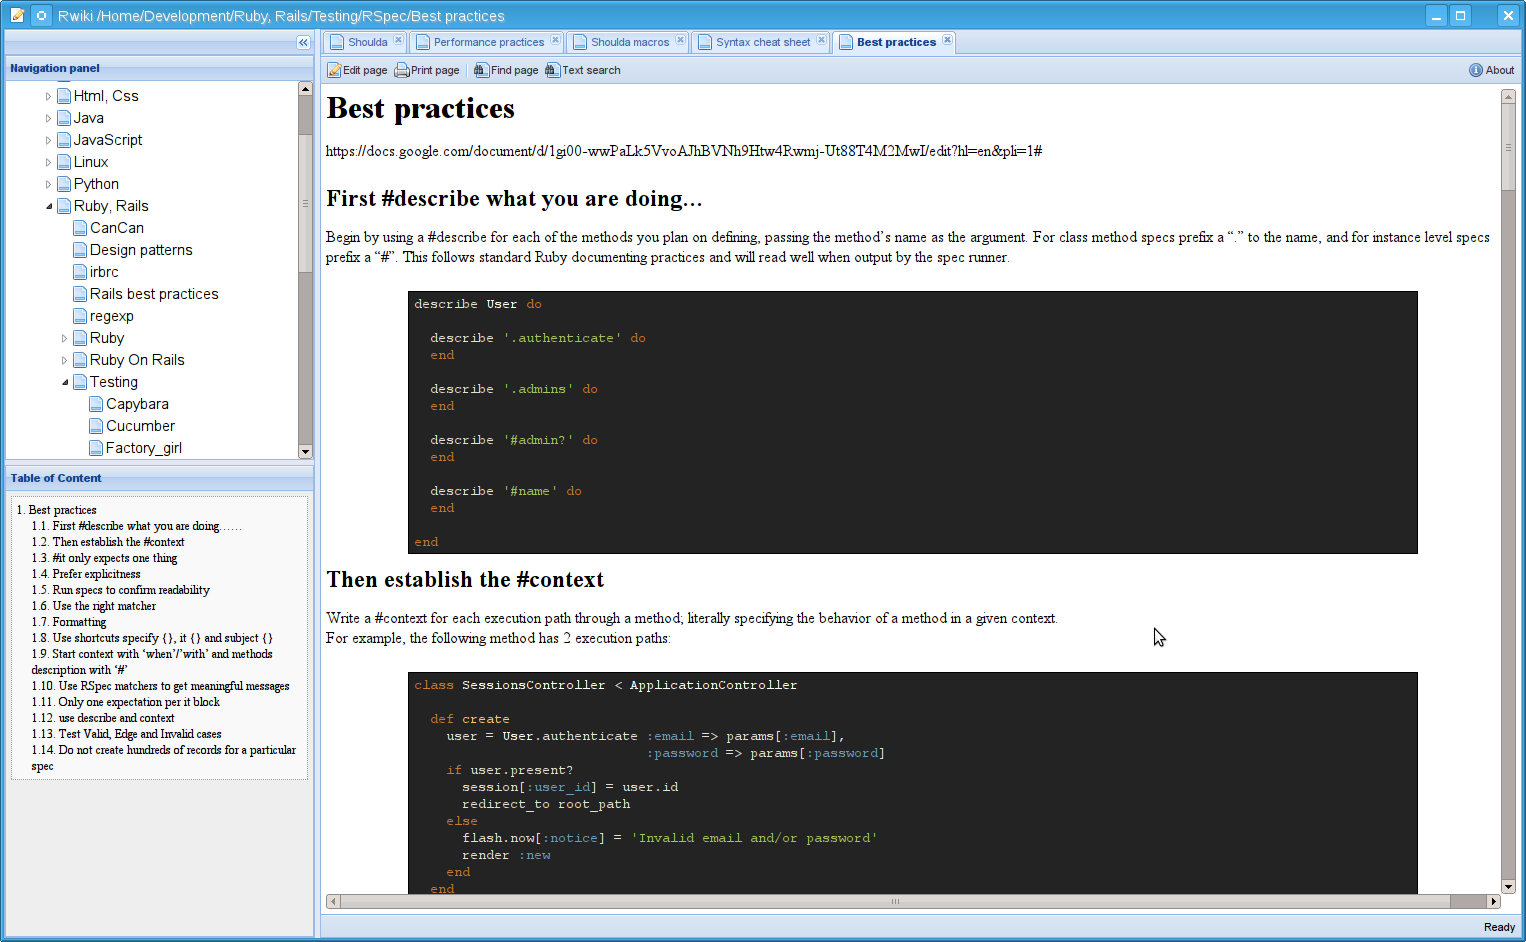 Rwiki /Home/Development/Ruby, Rails/Testing/RSpec/Best practices
Navigation panel
Html, Css
Java
JavaScript
Linux
Python
Ruby, Rails
CanCan
Design patterns
irbrc
Rails best practices
regexp
Ruby
Ruby On Rails
Testing
Capybara
Cucumber
Factory_girl
Table of Content
1. Best practices
1.1. First #describe what you are doing……
1.2. Then establish the #context
1.3. #it only expects one thing
1.4. Prefer explicitness
1.5. Run specs to confirm readability
1.6. Use the right matcher
1.7. Formatting
1.8. Use shortcuts specify {}, it {} and subject {}
1.9. Start context with ‘when’/’with’ and methods
description with ‘#’
1.10. Use RSpec matchers to get meaningful messages
1.11. Only one expectation per it block
1.12. use describe and context
1.13. Test Valid, Edge and Invalid cases
1.14. Do not create hundreds of records for a particular
spec
Shoulda Performance practices Shoulda macros Syntax cheat sheet Best practices
Edit page Print page Find page Text search About
Best practices
https://docs.google.com/document/d/1gi00-wwPaLk5VvoAJhBVNh9Htw4Rwmj-Ut88T4M2MwI/edit?hl=en&pli=1#
First #describe what you are doing…
Begin by using a #describe for each of the methods you plan on defining, passing the method’s name as the argument. For class method specs prefix a “.” to the name, and for instance level specs
prefix a “#”. This follows standard Ruby documenting practices and will read well when output by the spec runner.
describe User do
describe '.authenticate' do
end
describe '.admins' do
end
describe '#admin?' do
end
describe '#name' do
end
end
Then establish the #context
Write a #context for each execution path through a method; literally specifying the behavior of a method in a given context.
For example, the following method has 2 execution paths:
class SessionsController < ApplicationController
def create
user = User.authenticate :email => params[:email],
:password => params[:password]
if user.present?
session[:user_id] = user.id
redirect_to root_path
else
flash.now[:notice] = 'Invalid email and/or password'
render :new
end
end
Ready